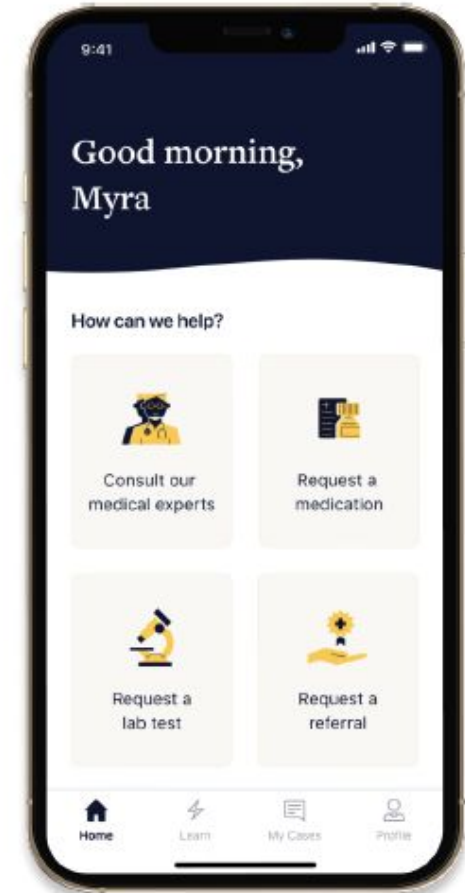 9:41
Good morning,
Myra
How can we help?
Consult our
medical experts
Request a
medication
Request a
lab test
Request a
referral
Home
Learn
My Cases
Profile